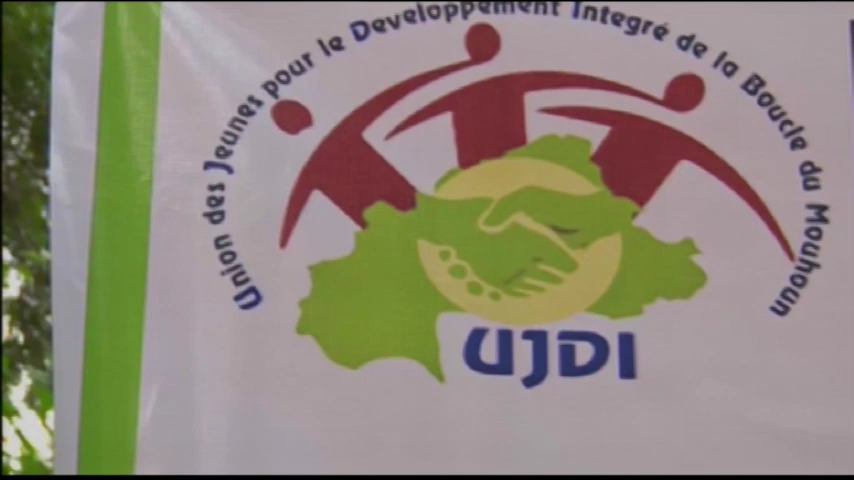 Union des Jeunes pour le Developpement Integré de la Boucle du Mouhoun
UJDI